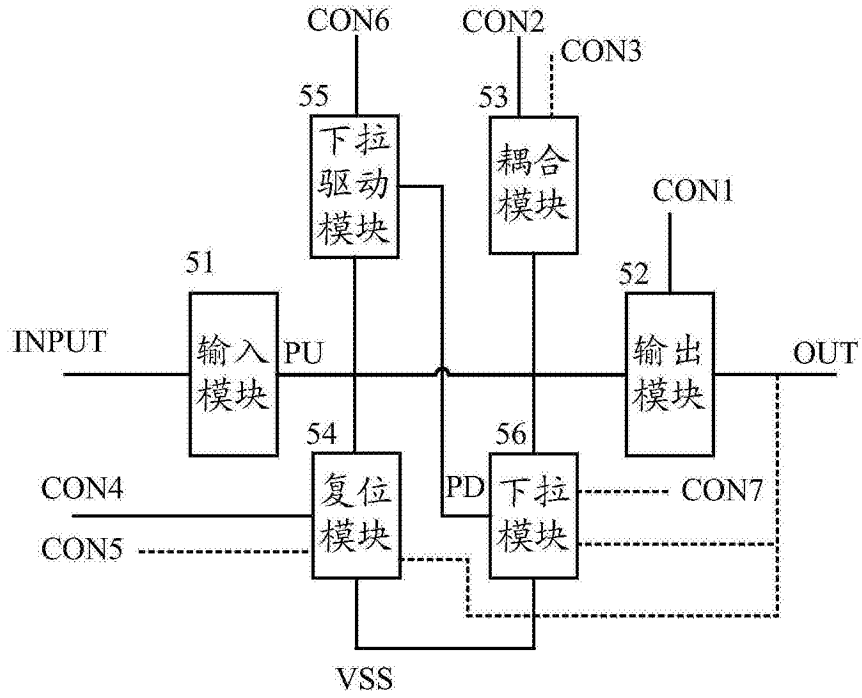 CON6
CON2
CON3
55
53
下拉
驱动
模块
耦合
模块
CON1
51
52
INPUT
输入
模块
PU
输出
模块
OUT
54
56
CON4
复位
模块
PD
下拉
模块
CON7
CON5
VSS